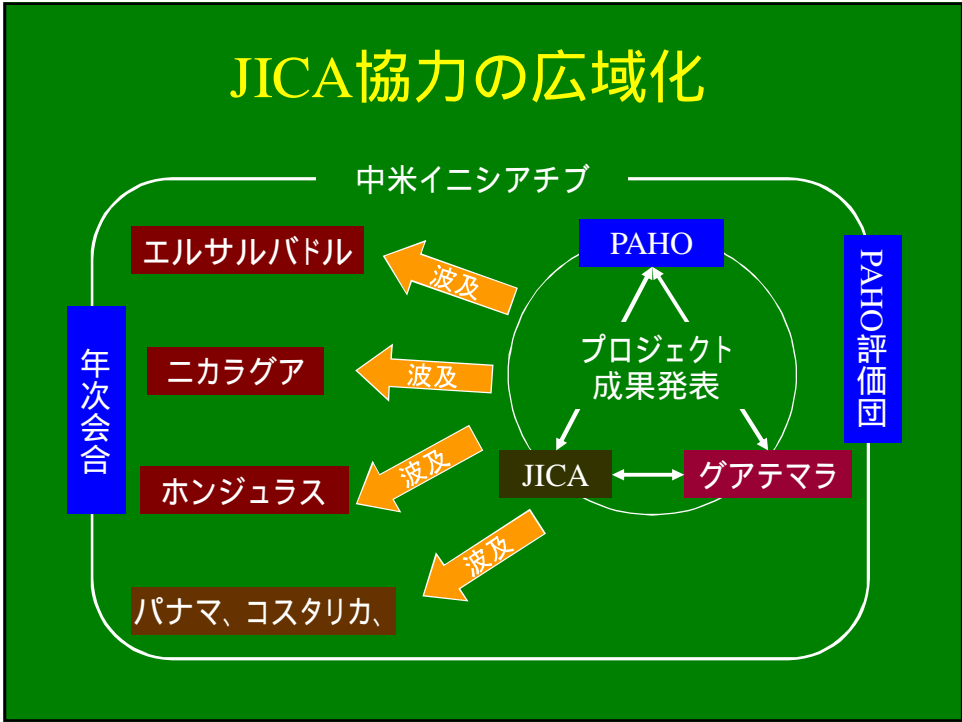 JICA協力の広域化
中米イニシアチブ
エルサルバドル
波及
PAHO
PAHO評価団
年次会合
ニカラグア
波及
プロジェクト
成果発表
ホンジュラス
波及
JICA
グアテマラ
波及
パナマ、コスタリカ、